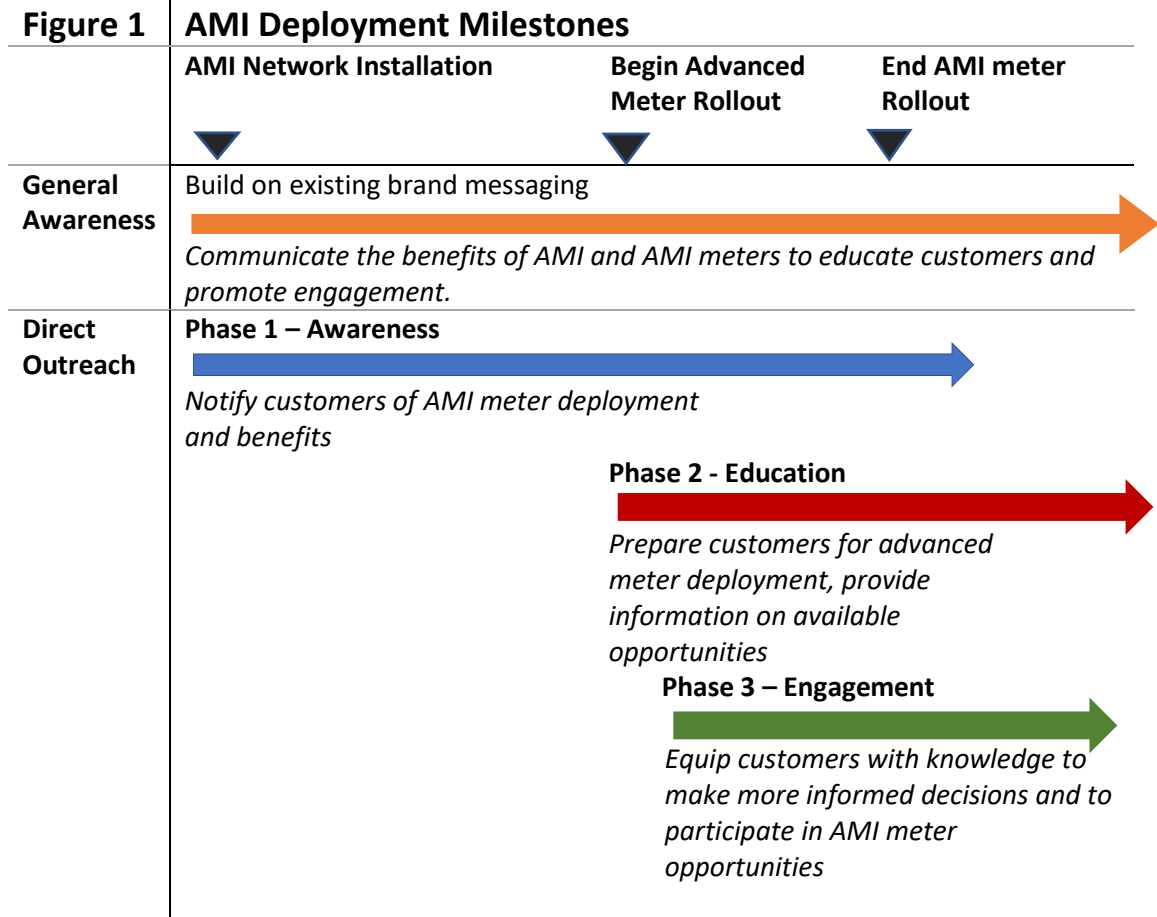 Figure 1 AMI Deployment Milestones
AMI Network Installation
Begin Advanced
Meter Rollout
End AMI meter
Rollout
General
Awareness
Build on existing brand messaging
Communicate the benefits of AMI and AMI meters to educate customers and
promote engagement.
Direct
Outreach
Phase 1 – Awareness
Notify customers of AMI meter deployment
and benefits
Phase 2 - Education
Prepare customers for advanced
meter deployment, provide
information on available
opportunities
Phase 3 – Engagement
Equip customers with knowledge to
make more informed decisions and to
participate in AMI meter
opportunities